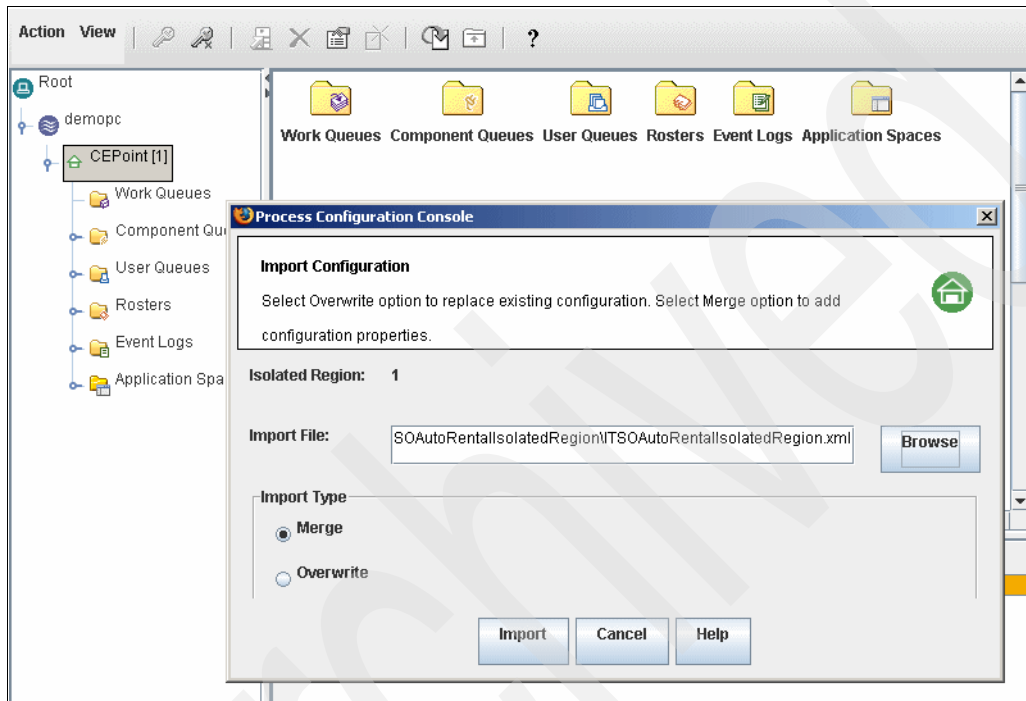 Action View
?
Root
demopc
CEPoint [1]
Work Queues
Component Qu
User Queues
Rosters
Event Logs
Application Spa
Work Queues Component Queues User Queues Rosters Event Logs Application Spaces
Process Configuration Console
Import Configuration
Select Overwrite option to replace existing configuration. Select Merge option to add
configuration properties.
Isolated Region: 1
Import File: SOAutoRentalIsolatedRegion\ITSOAutoRentalIsolatedRegion.xml Browse
Import Type
Merge
Overwrite
Import Cancel Help